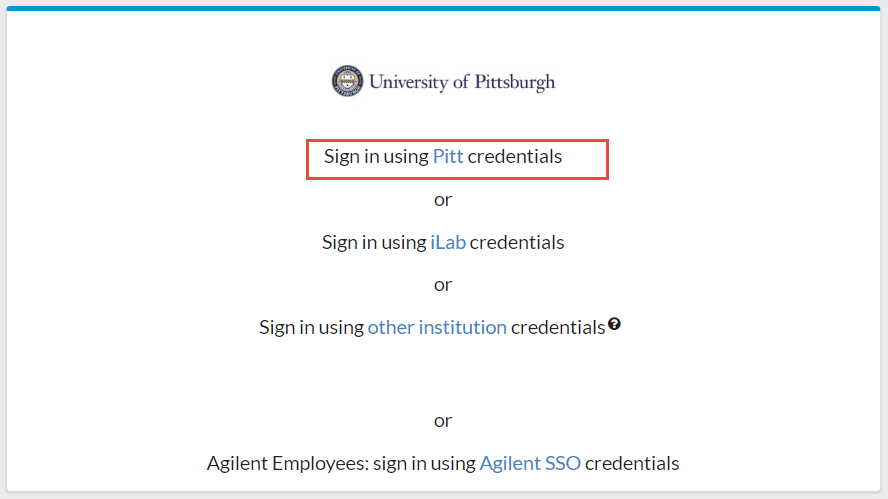 University of Pittsburgh
Sign in using Pitt credentials
or
Sign in using iLab credentials
or
Sign in using other institution credentials?
or
Agilent Employees: sign in using Agilent SSO credentials